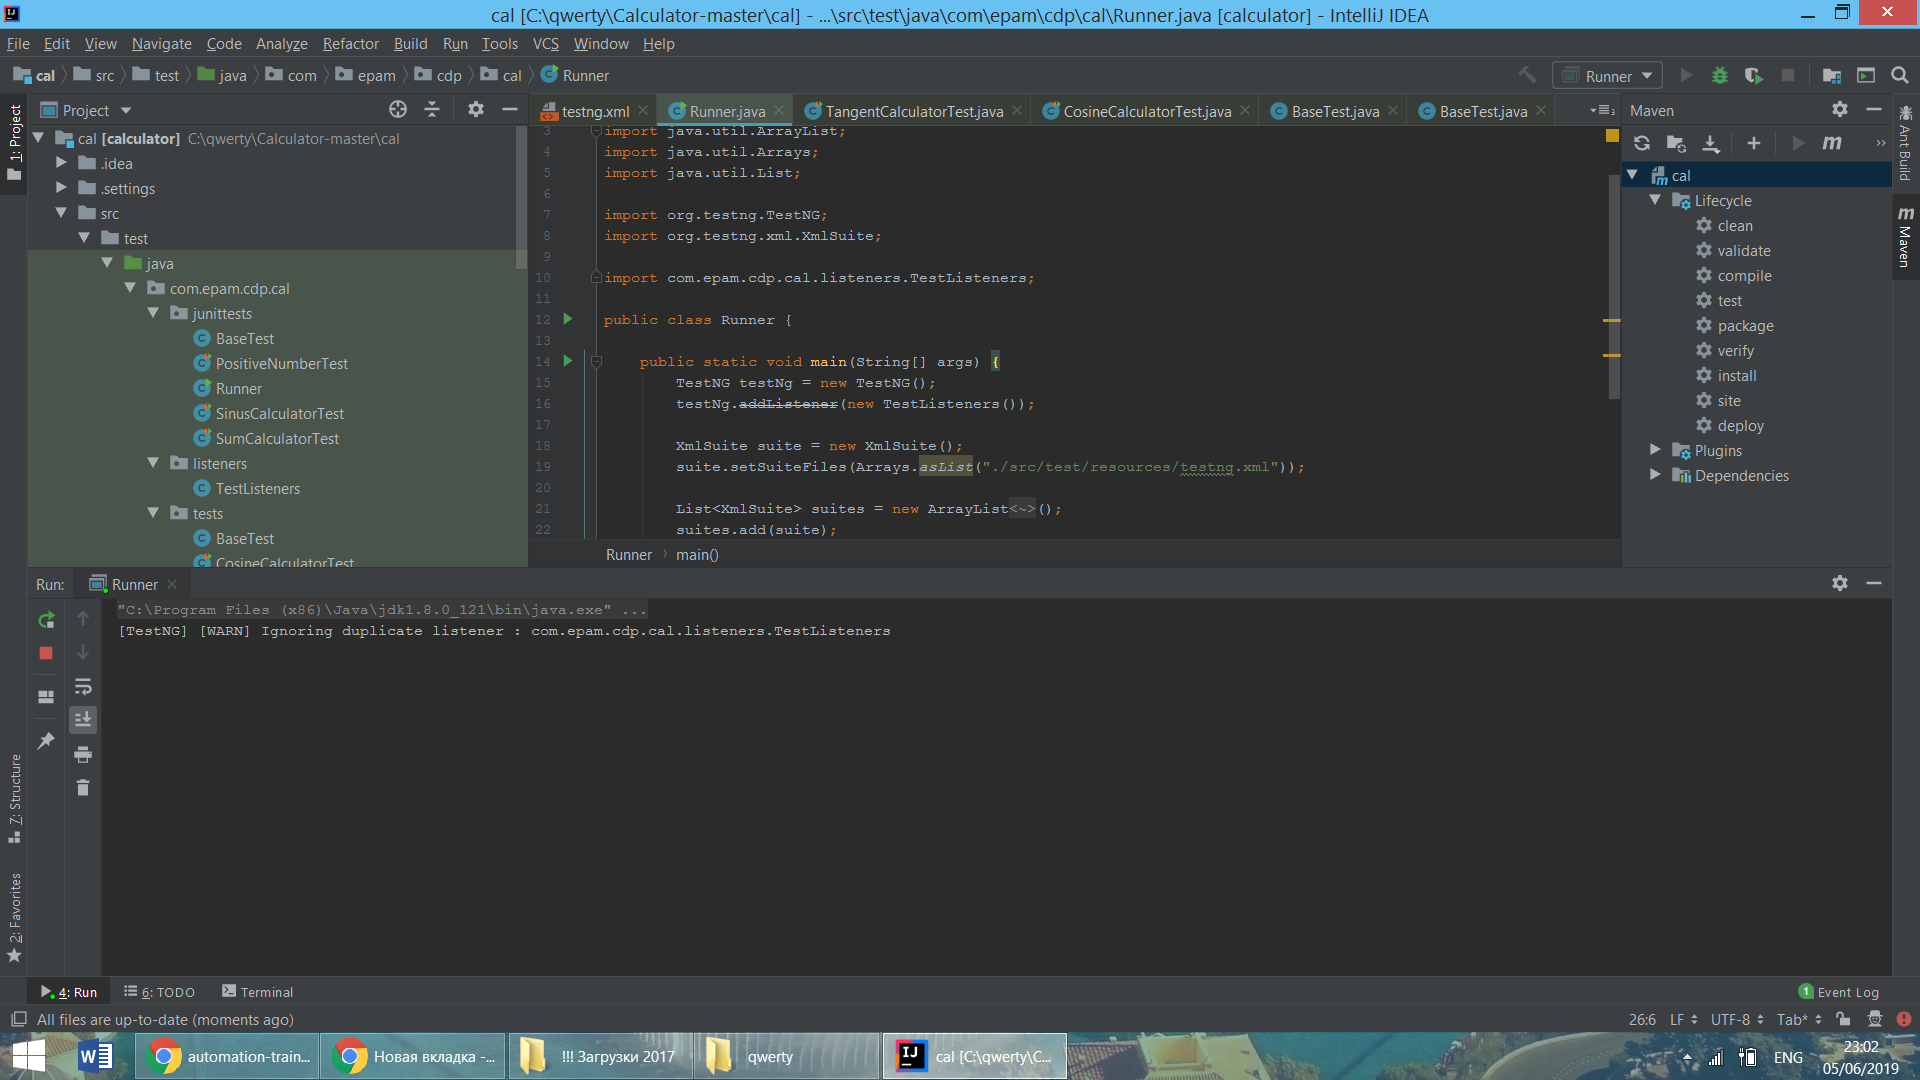 cal [C:\qwerty\Calculator-master\cal] - ...\src\test\java\com\epam\cdp\cal\Runner.java [calculator] - IntelliJ IDEA
File Edit View Navigate Code Analyze Refactor Build Run Tools VCS Window Help
cal src test java com epam cdp cal Runner
Runner
1: Project
Project
cal [calculator] C:\qwerty\Calculator-master\cal
.idea
.settings
src
test
java
com.epam.cdp.cal
junittests
BaseTest
PositiveNumberTest
Runner
SinusCalculatorTest
SumCalculatorTest
listeners
TestListeners
tests
BaseTest
CosineCalculatorTest
testng.xml Runner.java TangentCalculatorTest.java CosineCalculatorTest.java BaseTest.java BaseTest.java
3 import java.util.ArrayList;
4 import java.util.Arrays;
5 import java.util.List;
6
7 import org.testng.TestNG;
8 import org.testng.xml.XmlSuite;
9
10 import com.epam.cdp.cal.listeners.TestListeners;
11
12 public class Runner {
13
14 public static void main(String[] args) {
15 TestNG testNg = new TestNG();
16 testNg.addListener(new TestListeners());
17
18 XmlSuite suite = new XmlSuite();
19 suite.setSuiteFiles(Arrays.asList("./src/test/resources/testng.xml"));
20
21 List<XmlSuite> suites = new ArrayList<~>();
22 suites.add(suite);
Runner main()
Maven
cal
Lifecycle
clean
validate
compile
test
package
verify
install
site
deploy
Plugins
Dependencies
Ant Build
m Maven
Run: Runner
"C:\Program Files (x86)\Java\jdk1.8.0_121\bin\java.exe" ...
[TestNG] [WARN] Ignoring duplicate listener : com.epam.cdp.cal.listeners.TestListeners
7: Structure
2: Favorites
4: Run 6: TODO Terminal
1 Event Log
All files are up-to-date (moments ago)
26:6 LF UTF-8 Tab*
automation-train... Новая вкладка -... !!! Загрузки 2017 qwerty cal [C:\qwerty\C...
ENG
23:02
05/06/2019